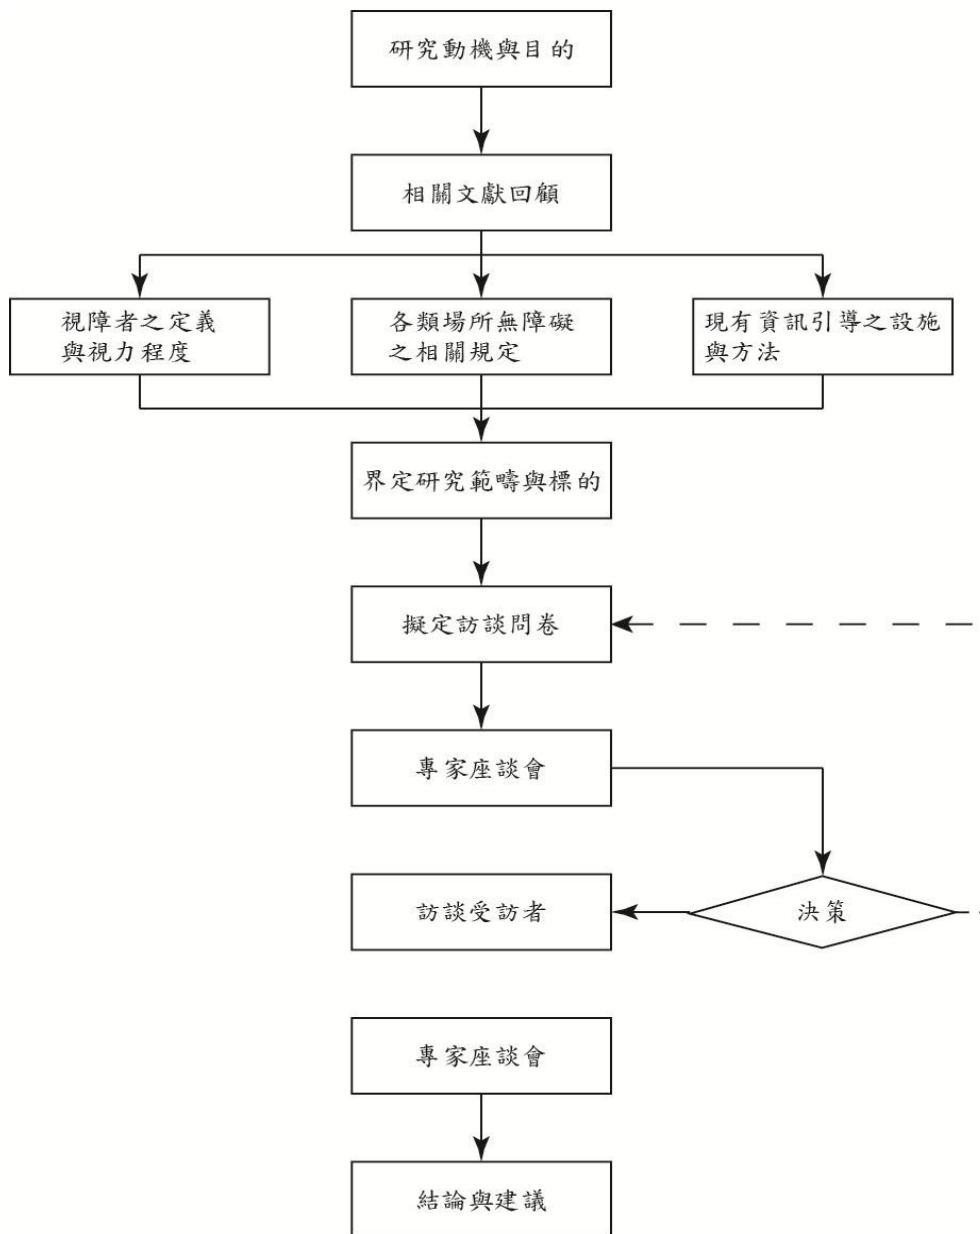 研究動機與目的
相關文獻回顧
視障者之定義
與視力程度
各類場所無障礙
之相關規定
現有資訊引導之設施
與方法
界定研究範疇與標的
擬定訪談問卷
專家座談會
決策
訪談受訪者
專家座談會
結論與建議